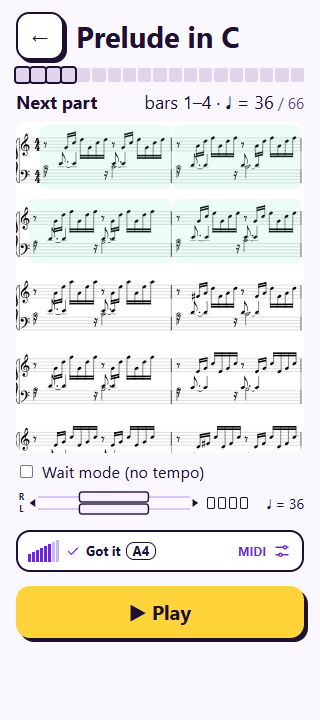 ← Prelude in C
Next part bars 1–4 · ♩ = 36 / 66
Wait mode (no tempo)
R
L
♩ = 36
✓ Got it A4 MIDI
▶ Play